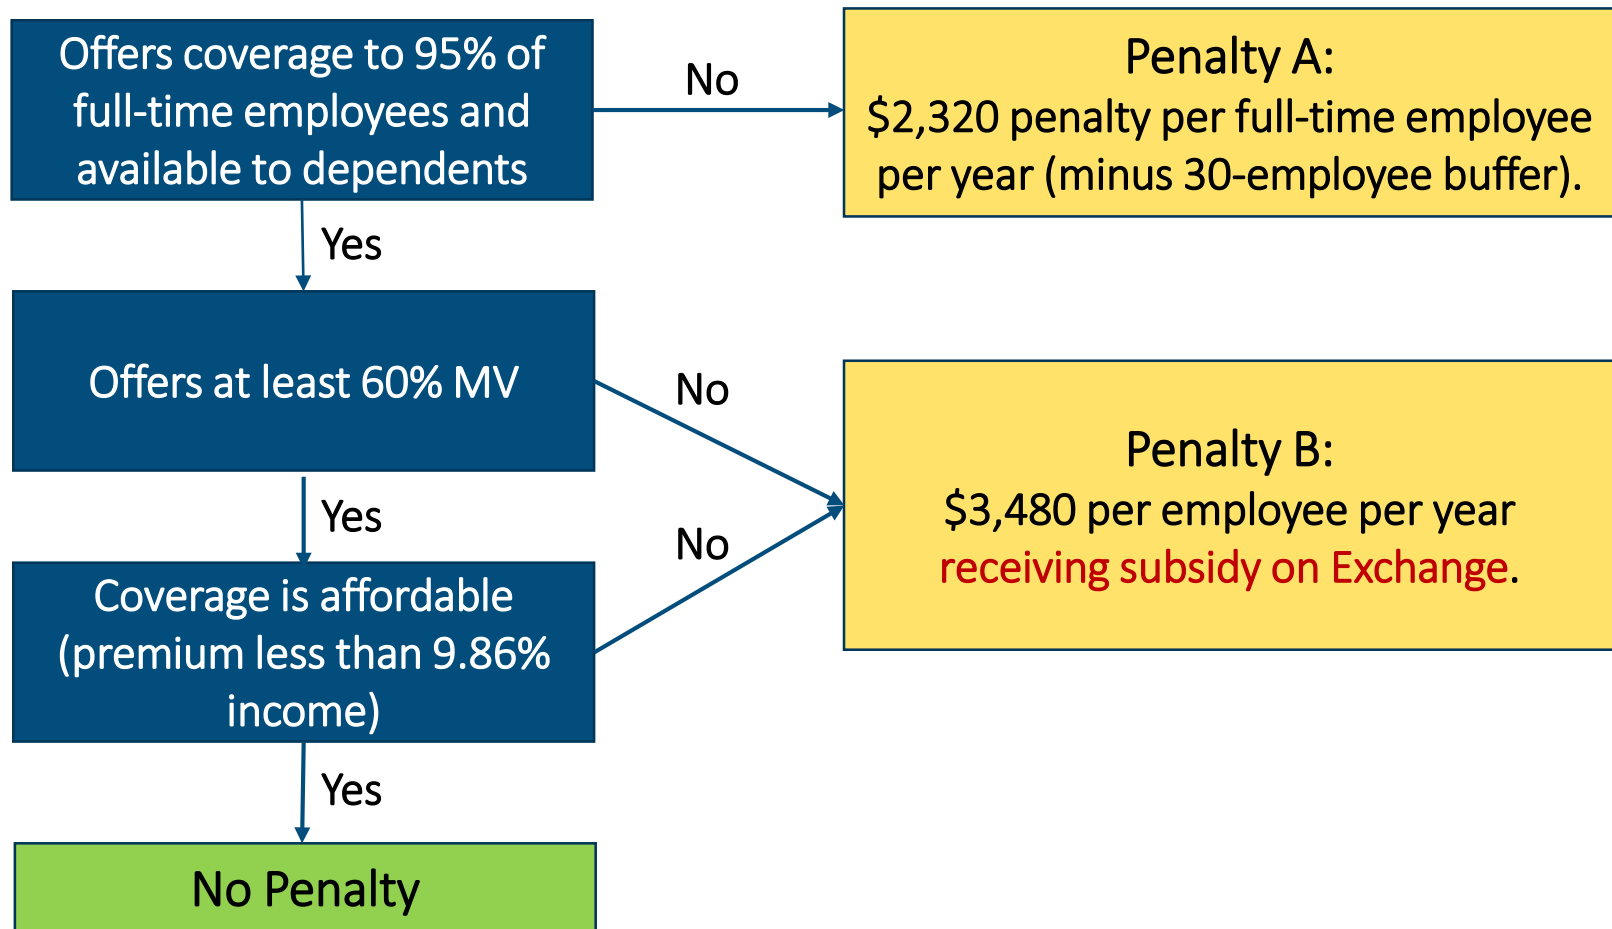 Offers coverage to 95% of
full-time employees and
available to dependents
No
Penalty A:
$2,320 penalty per full-time employee
per year (minus 30-employee buffer).
Yes
Offers at least 60% MV
No
Penalty B:
$3,480 per employee per year
receiving subsidy on Exchange.
Yes
No
Coverage is affordable
(premium less than 9.86%
income)
Yes
No Penalty